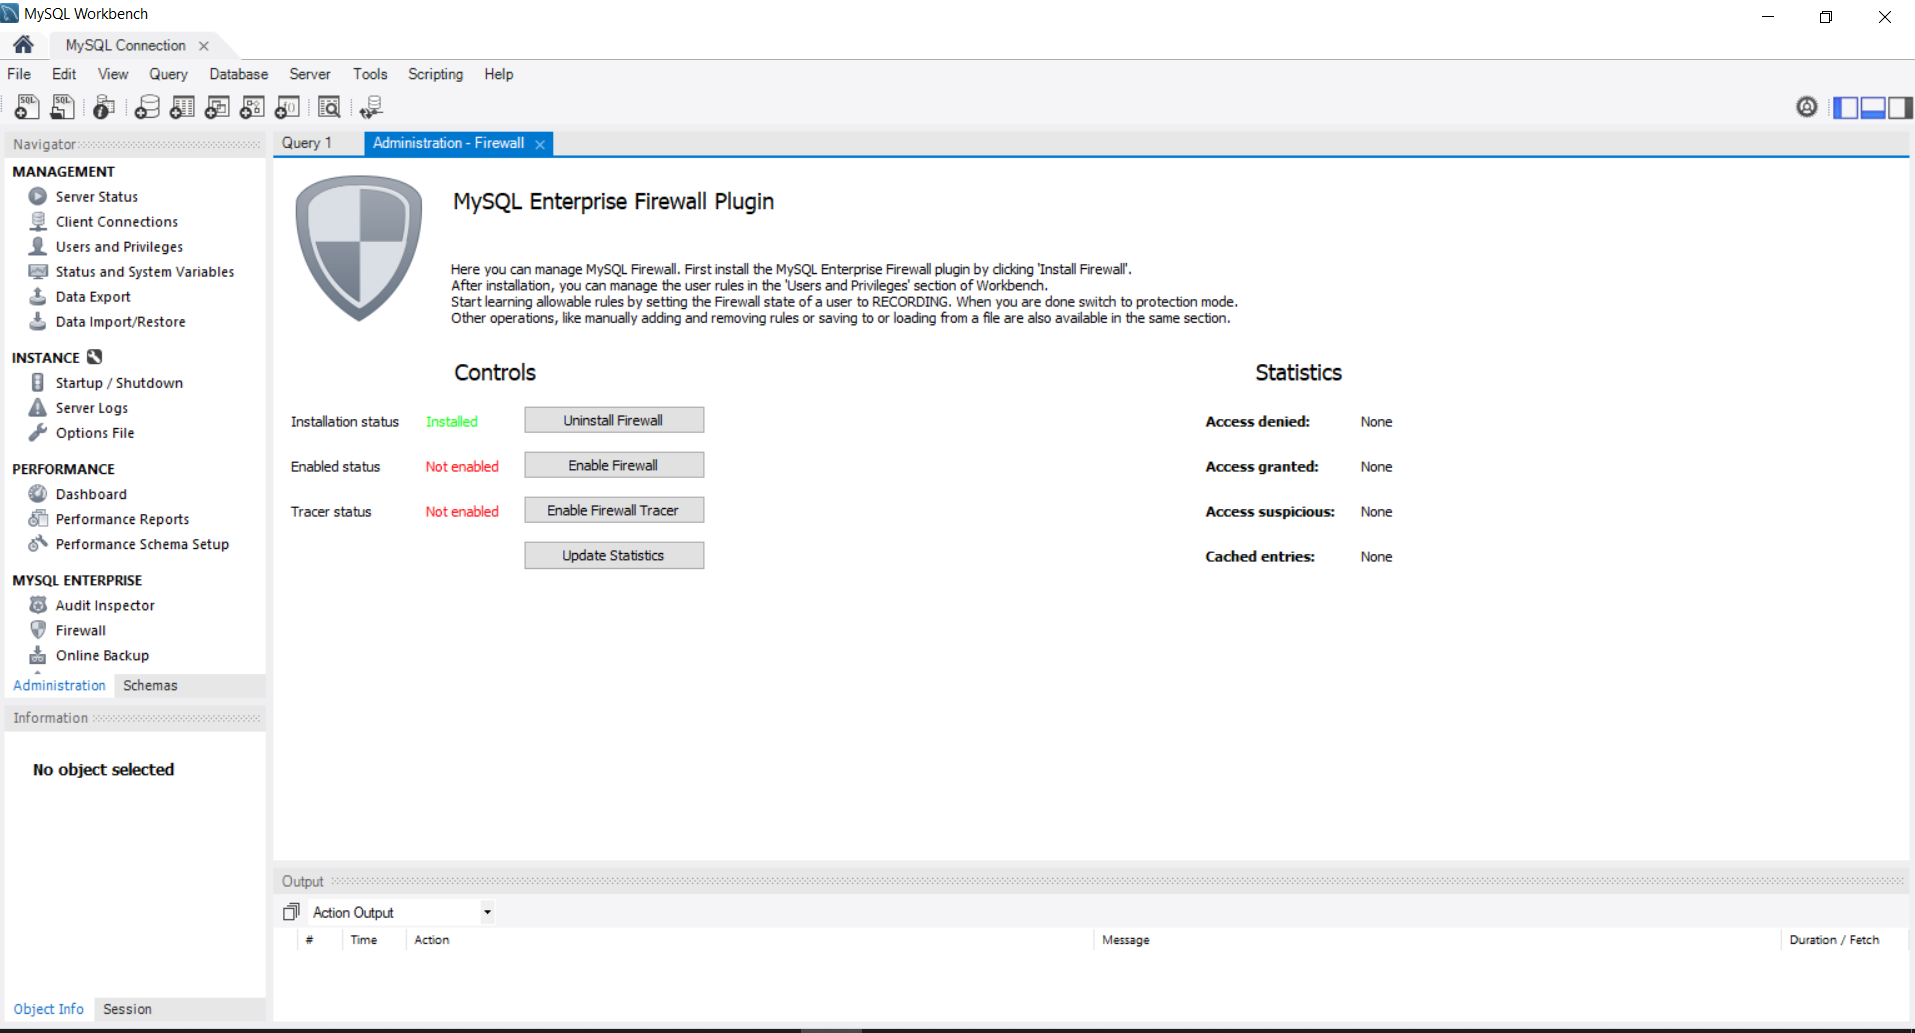 MySQL Workbench
MySQL Connection
File Edit View Query Database Server Tools Scripting Help
Navigator
MANAGEMENT
Server Status
Client Connections
Users and Privileges
Status and System Variables
Data Export
Data Import/Restore
INSTANCE
Startup / Shutdown
Server Logs
Options File
PERFORMANCE
Dashboard
Performance Reports
Performance Schema Setup
MYSQL ENTERPRISE
Audit Inspector
Firewall
Online Backup
Administration Schemas
Information
No object selected
Object Info Session
Query 1 Administration - Firewall
MySQL Enterprise Firewall Plugin
Here you can manage MySQL Firewall. First install the MySQL Enterprise Firewall plugin by clicking 'Install Firewall'.
After installation, you can manage the user rules in the 'Users and Privileges' section of Workbench.
Start learning allowable rules by setting the Firewall state of a user to RECORDING. When you are done switch to protection mode.
Other operations, like manually adding and removing rules or saving to or loading from a file are also available in the same section.
Controls
Installation status Installed Uninstall Firewall
Enabled status Not enabled Enable Firewall
Tracer status Not enabled Enable Firewall Tracer
Update Statistics
Statistics
Access denied: None
Access granted: None
Access suspicious: None
Cached entries: None
Output
Action Output
# Time Action Message Duration / Fetch